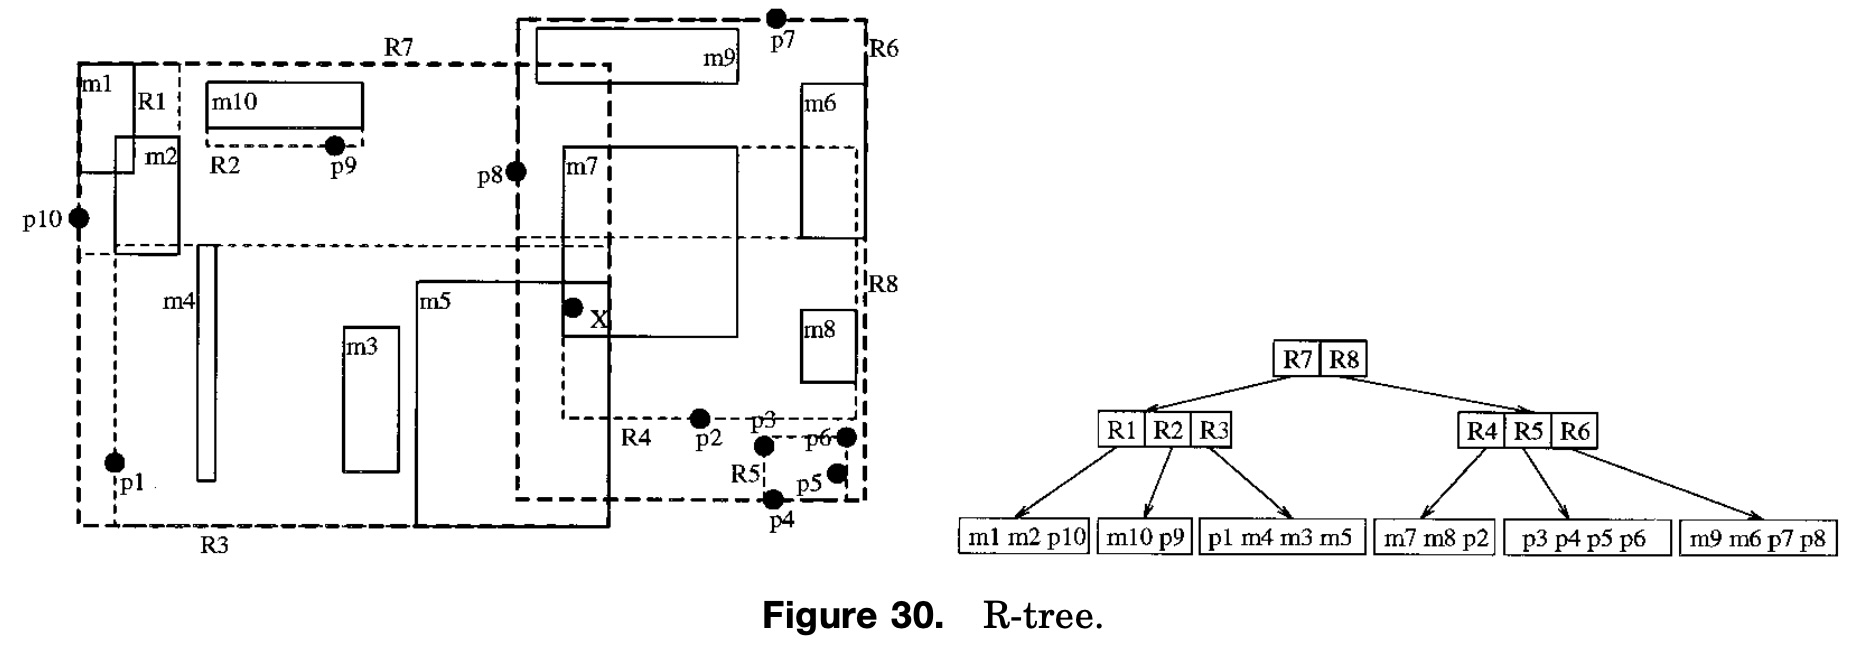 p7
R7
R6
m9
m1
R1
m10
m6
m2
R2
p9
p8
m7
p10
R8
m4
m5
X
m3
m8
R7 R8
p3
R4
p2
p6
R1 R2 R3
R4 R5 R6
R5
p5
p1
p4
R3
m1 m2 p10
m10 p9
p1 m4 m3 m5
m7 m8 p2
p3 p4 p5 p6
m9 m6 p7 p8
Figure 30. R-tree.